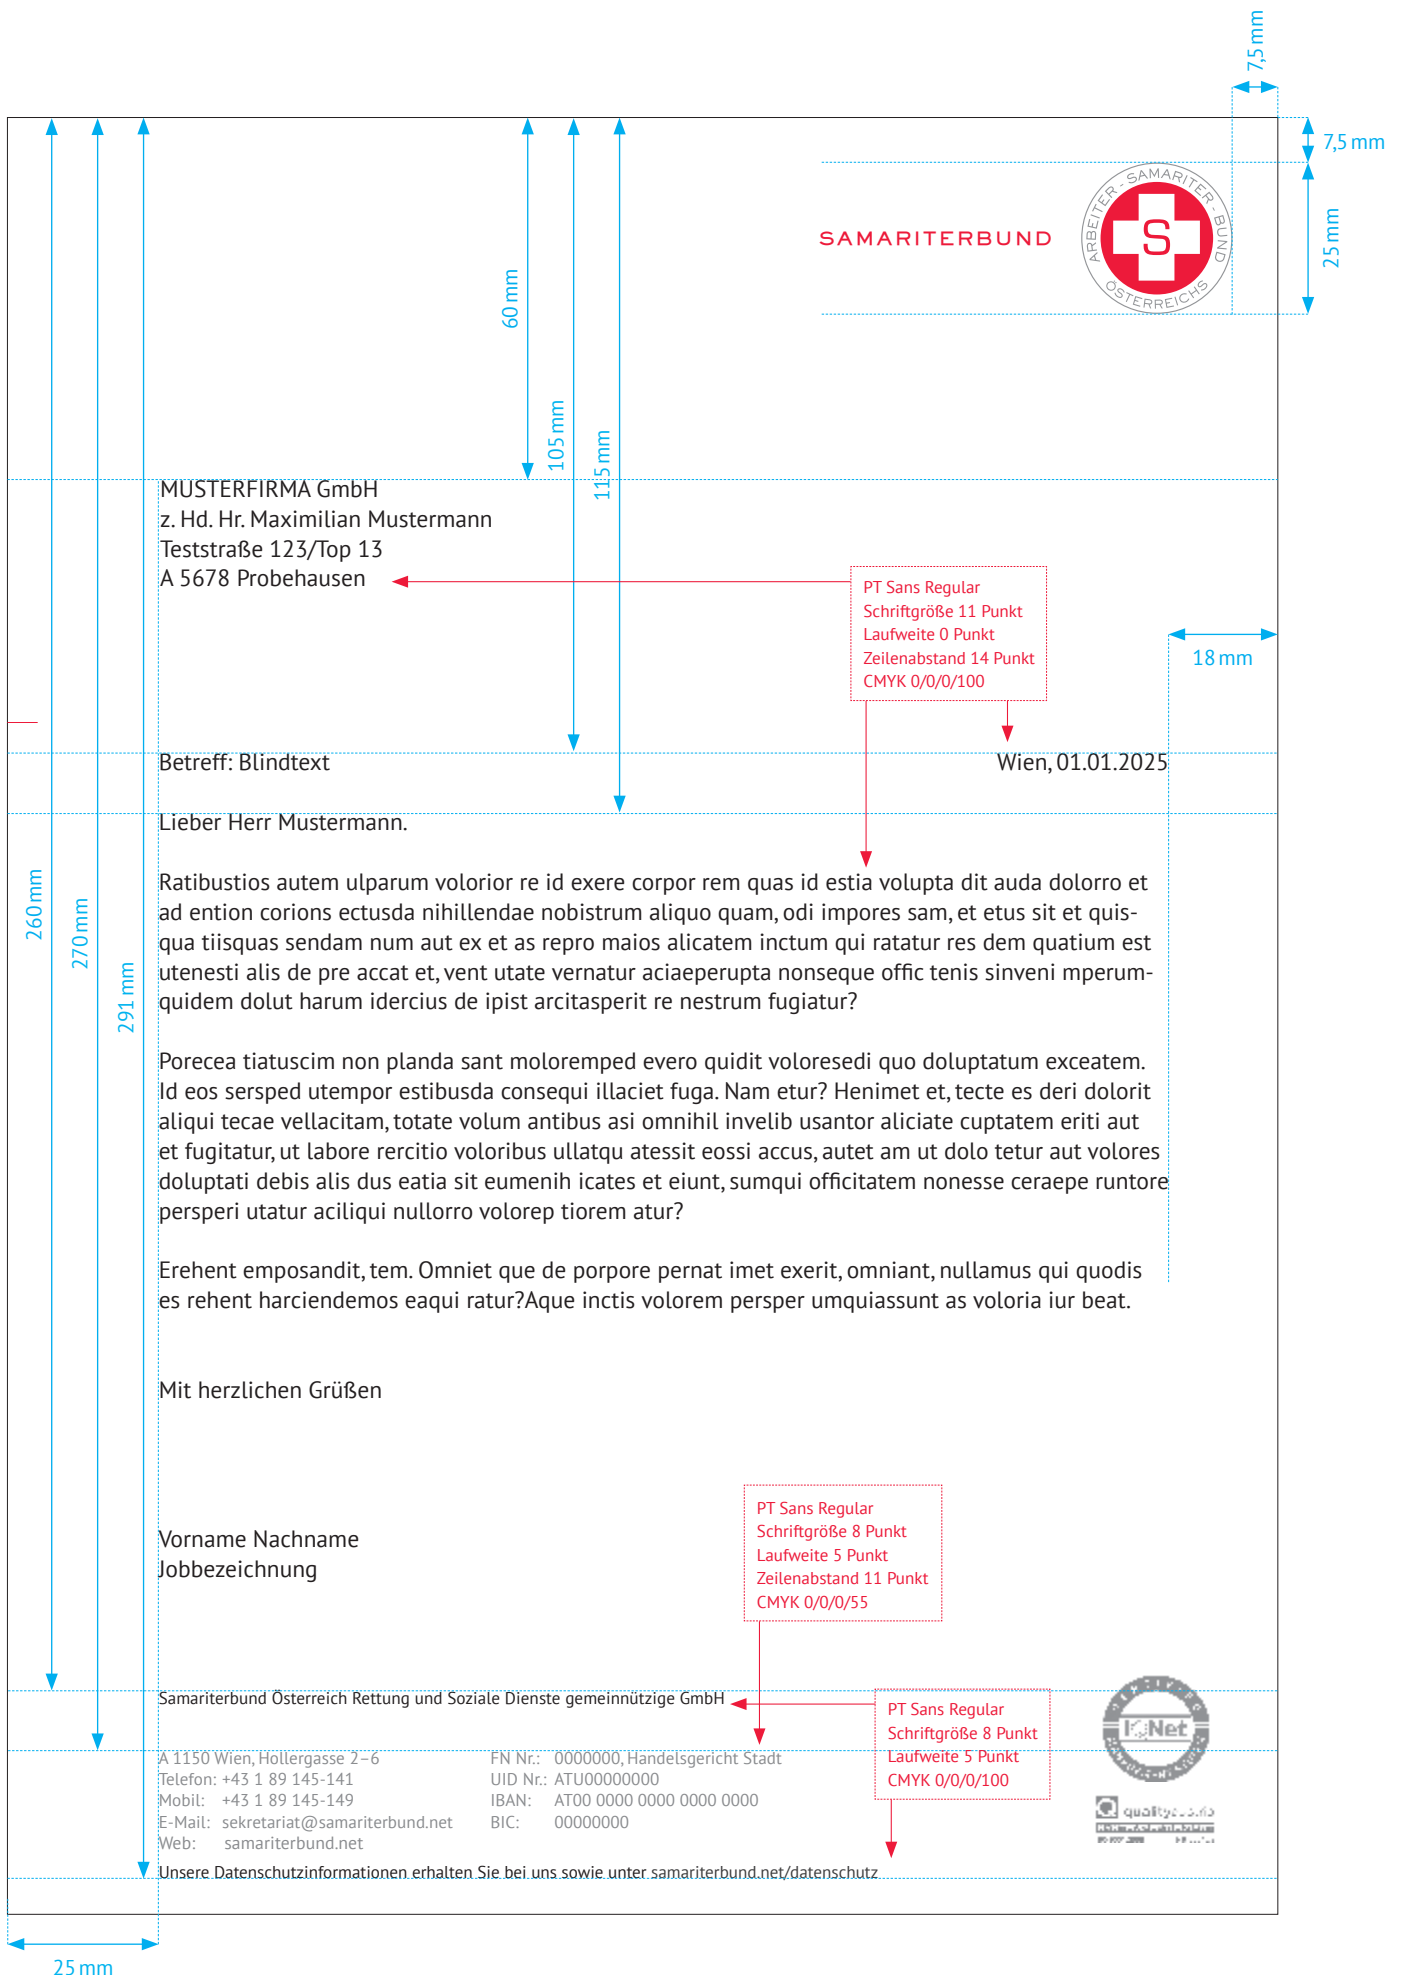 7,5 mm
7,5 mm
ARBEITER - SAMARITER - BUND
ÖSTERREICHS
S
SAMARITERBUND
25 mm
60 mm
105 mm
115 mm
MUSTERFIRMA GmbH
z. Hd. Hr. Maximilian Mustermann
Teststraße 123/Top 13
A 5678 Probehausen
PT Sans Regular
Schriftgröße 11 Punkt
Laufweite 0 Punkt
Zeilenabstand 14 Punkt
CMYK 0/0/0/100
18 mm
Betreff: Blindtext
Wien, 01.01.2025
Lieber Herr Mustermann.
260 mm
270 mm
291 mm
Ratibustios autem ulparum volorior re id exere corpor rem quas id estia volupta dit auda dolorro et
ad ention corions ectusda nihillendae nobistrum aliquo quam, odi impores sam, et etus sit et quis-
qua tiisquas sendam num aut ex et as repro maios alicatem inctum qui ratatur res dem quatium est
utenesti alis de pre accat et, vent utate vernatur aciaeperupta nonseque offic tenis sinveni mperum-
quidem dolut harum idercius de ipist arcitasperit re nestrum fugiatur?
Porecea tiatuscim non planda sant moloremped evero quidit voloresedi quo doluptatum exceatem.
Id eos sersped utempor estibusda consequi illaciet fuga. Nam etur? Henimet et, tecte es deri dolorit
aliqui tecae vellacitam, totate volum antibus asi omnihil invelib usantor aliciate cuptatem eriti aut
et fugitatur, ut labore rercitio voloribus ullatqu atessit eossi accus, autet am ut dolo tetur aut volores
doluptati debis alis dus eatia sit eumenih icates et eiunt, sumqui officitatem nonesse ceraepe runtore
persperi utatur aciliqui nullorro volorep tiorem atur?
Erehent emposandit, tem. Omniet que de porpore pernat imet exerit, omniant, nullamus qui quodis
es rehent harciendemos eaqui ratur?Aque inctis volorem persper umquiassunt as voloria iur beat.
Mit herzlichen Grüßen
Vorname Nachname
Jobbezeichnung
PT Sans Regular
Schriftgröße 8 Punkt
Laufweite 5 Punkt
Zeilenabstand 11 Punkt
CMYK 0/0/0/55
Samariterbund Österreich Rettung und Soziale Dienste gemeinnützige GmbH
PT Sans Regular
Schriftgröße 8 Punkt
Laufweite 5 Punkt
CMYK 0/0/0/100
IQNet
A 1150 Wien, Hollergasse 2–6
Telefon: +43 1 89 145-141
Mobil: +43 1 89 145-149
E-Mail: sekretariat@samariterbund.net
Web: samariterbund.net
FN Nr.: 0000000, Handelsgericht Stadt
UID Nr.: ATU00000000
IBAN: AT00 0000 0000 0000 0000
BIC: 00000000
Unsere Datenschutzinformationen erhalten Sie bei uns sowie unter samariterbund.net/datenschutz
25 mm